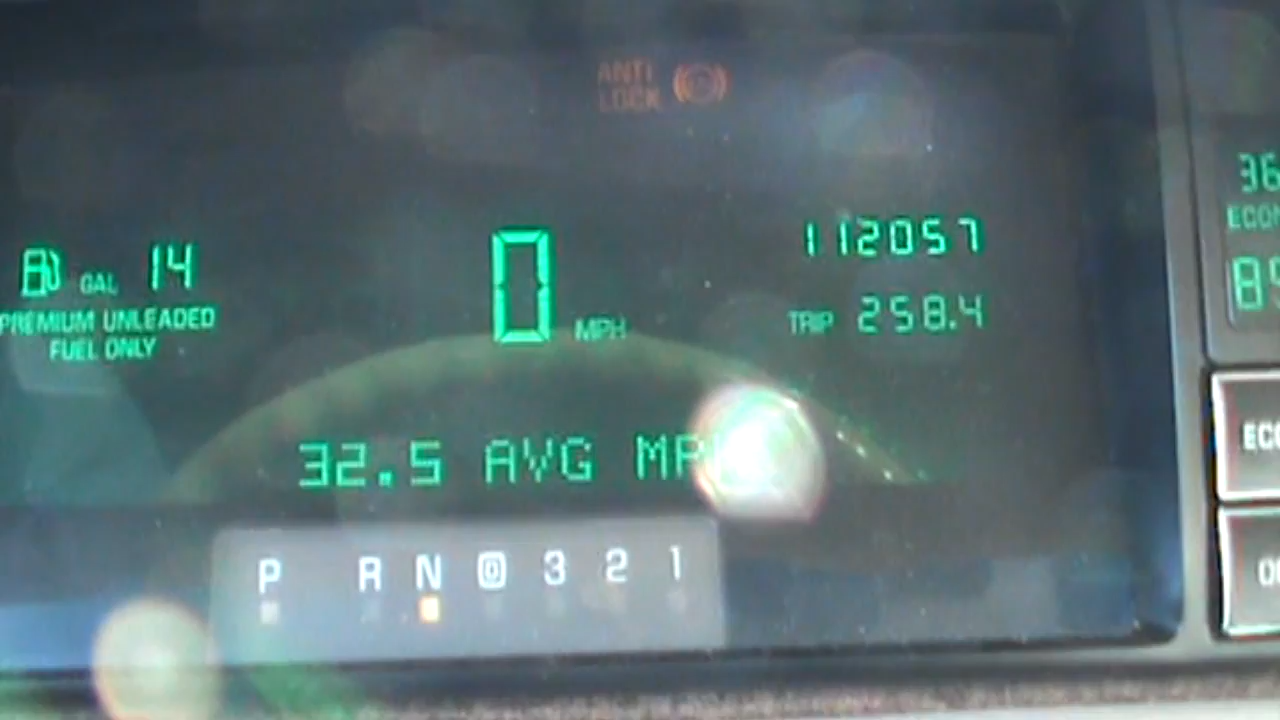 ANTI
LOCK
GAL 14
PREMIUM UNLEADED
FUEL ONLY
0 MPH
112057
TRIP 258.4
32.5 AVG
P R N D 3 2 1
36